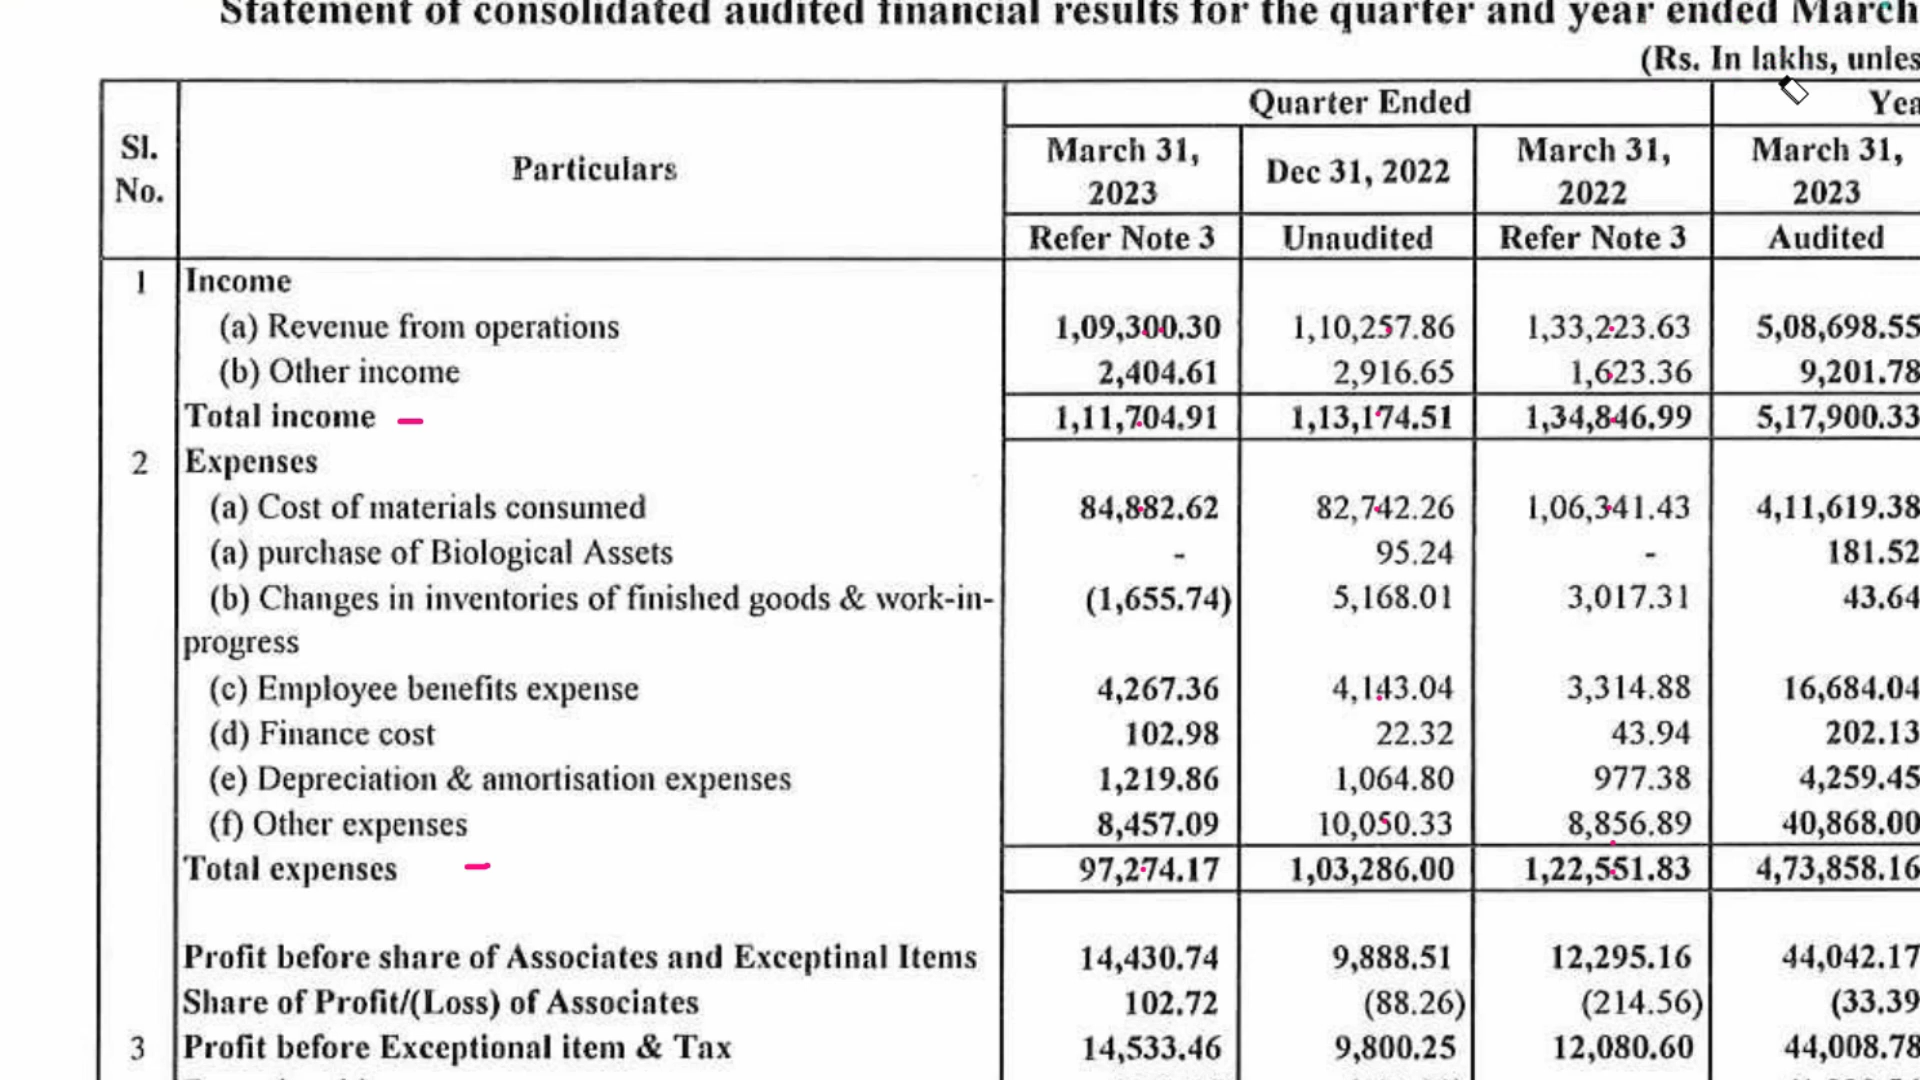 Statement of consolidated audited financial results for the quarter and year ended March
(Rs. In lakhs, unles
Sl. No. Particulars Quarter Ended Yea
March 31, 2023 Dec 31, 2022 March 31, 2022 March 31, 2023
Refer Note 3 Unaudited Refer Note 3 Audited
1 Income
(a) Revenue from operations 1,09,300.30 1,10,257.86 1,33,223.63 5,08,698.55
(b) Other income 2,404.61 2,916.65 1,623.36 9,201.78
Total income 1,11,704.91 1,13,174.51 1,34,846.99 5,17,900.33
2 Expenses
(a) Cost of materials consumed 84,882.62 82,742.26 1,06,341.43 4,11,619.38
(a) purchase of Biological Assets - 95.24 - 181.52
(b) Changes in inventories of finished goods & work-in- (1,655.74) 5,168.01 3,017.31 43.64
progress
(c) Employee benefits expense 4,267.36 4,143.04 3,314.88 16,684.04
(d) Finance cost 102.98 22.32 43.94 202.13
(e) Depreciation & amortisation expenses 1,219.86 1,064.80 977.38 4,259.45
(f) Other expenses 8,457.09 10,050.33 8,856.89 40,868.00
Total expenses 97,274.17 1,03,286.00 1,22,551.83 4,73,858.16
Profit before share of Associates and Exceptinal Items 14,430.74 9,888.51 12,295.16 44,042.17
Share of Profit/(Loss) of Associates 102.72 (88.26) (214.56) (33.39
3 Profit before Exceptional item & Tax 14,533.46 9,800.25 12,080.60 44,008.78